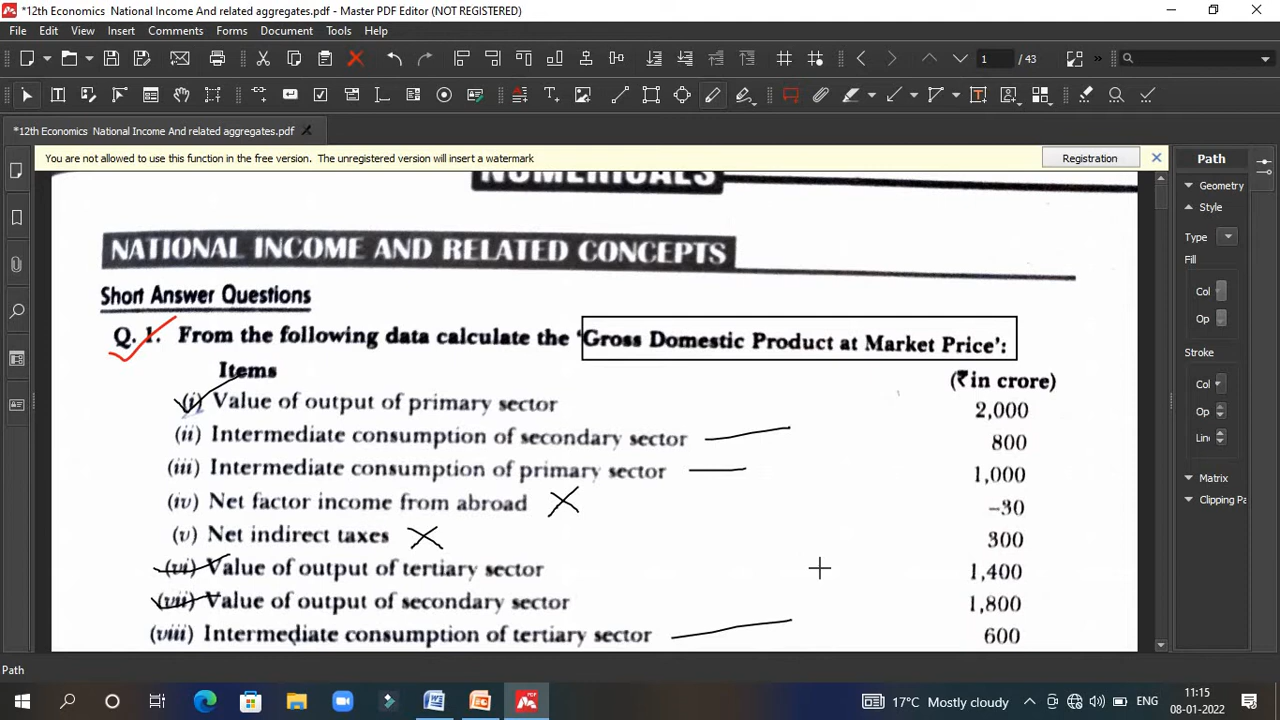 *12th Economics National Income And related aggregates.pdf - Master PDF Editor (NOT REGISTERED)
File Edit View Insert Comments Forms Document Tools Help
1 / 43
*12th Economics National Income And related aggregates.pdf
You are not allowed to use this function in the free version. The unregistered version will insert a watermark
Registration
Path
Geometry
Style
Type
Fill
Col
Op
Stroke
Col
Op
Lin
Matrix
Clipping Pa
NUMERICALS
NATIONAL INCOME AND RELATED CONCEPTS
Short Answer Questions
Q. 1. From the following data calculate the 'Gross Domestic Product at Market Price':
Items (₹in crore)
(i) Value of output of primary sector 2,000
(ii) Intermediate consumption of secondary sector 800
(iii) Intermediate consumption of primary sector 1,000
(iv) Net factor income from abroad –30
(v) Net indirect taxes 300
(vi) Value of output of tertiary sector 1,400
(vii) Value of output of secondary sector 1,800
(viii) Intermediate consumption of tertiary sector 600
Path
17°C Mostly cloudy
ENG
11:15
08-01-2022